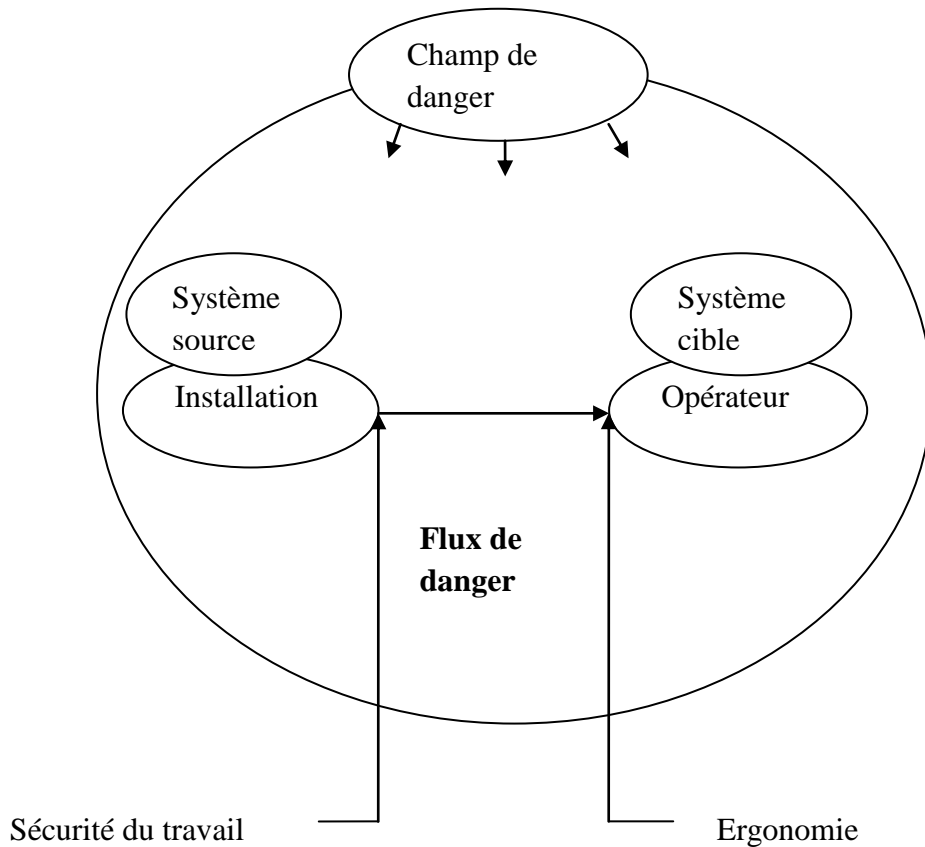 Champ de
danger
Système
source
Système
cible
Installation
Opérateur
Flux de
danger
Sécurité du travail
Ergonomie